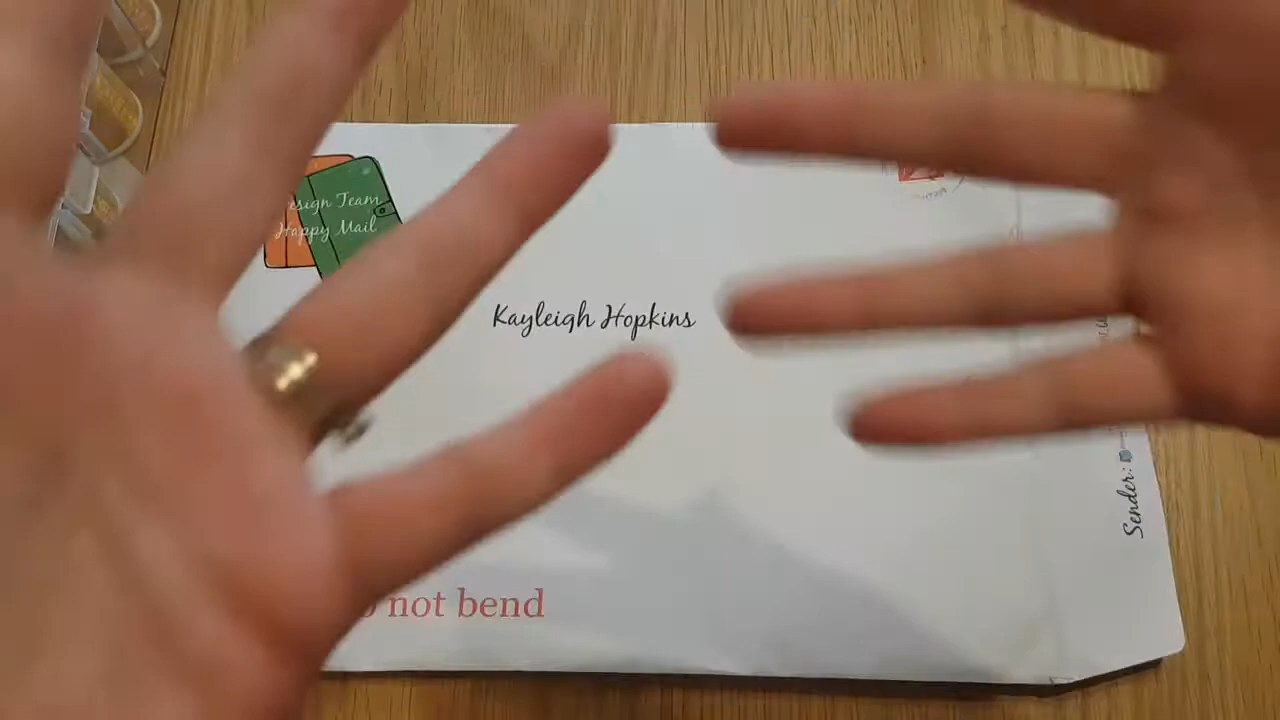 esign Team
Happy Mail
Kayleigh Hopkins
not bend
Sender: